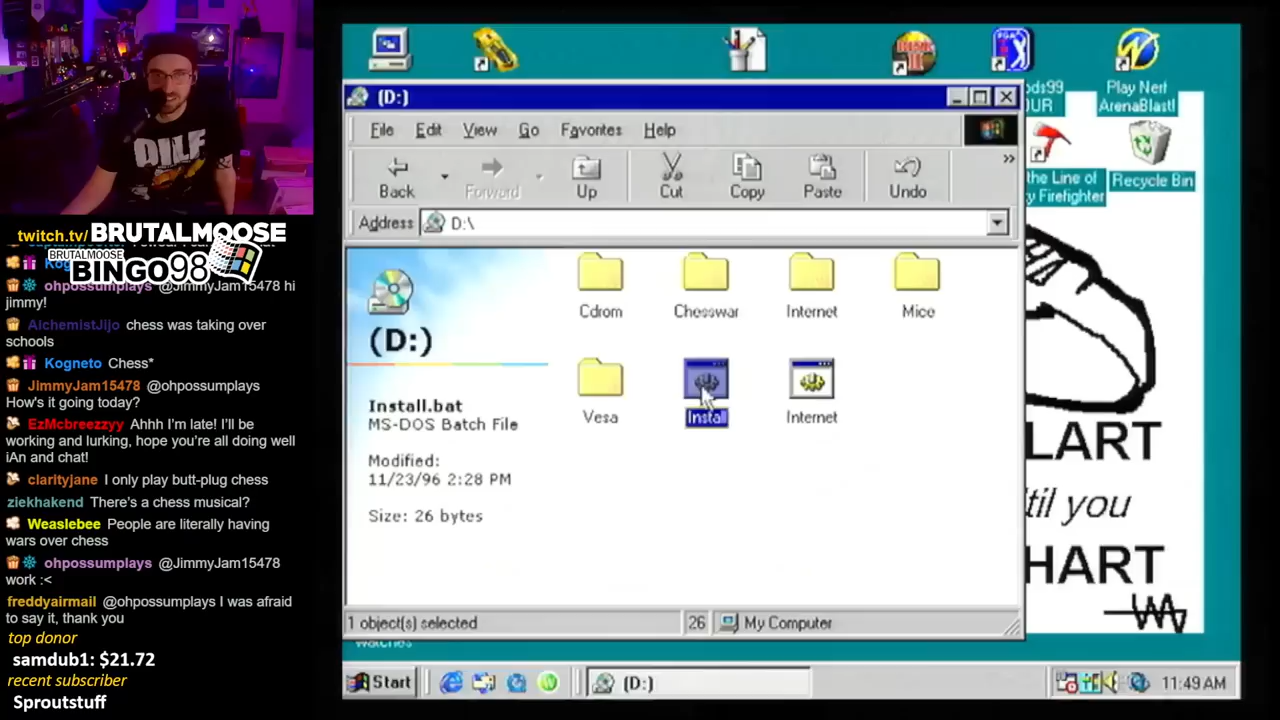 DILF
twitch.tv/BRUTALMOOSE
BRUTALMOOSE
BINGO98
Kog
ohpossumplays @JimmyJam15478 hi
jimmy!
AlchemistJijo chess was taking over
schools
Kogneto Chess*
JimmyJam15478 @ohpossumplays
How's it going today?
EzMcbreezzyy Ahhh I'm late! I'll be
working and lurking, hope you're all doing well
iAn and chat!
clarityjane I only play butt-plug chess
ziekhakend There's a chess musical?
Weaslebee People are literally having
wars over chess
ohpossumplays @JimmyJam15478
work :<
freddyairmail @ohpossumplays I was afraid
to say it, thank you
top donor
samdub1: $21.72
recent subscriber
Sproutstuff
(D:)
File Edit View Go Favorites Help
Back Forward Up Cut Copy Paste Undo
Address D:\
(D:)
Install.bat
MS-DOS Batch File
Modified:
11/23/96 2:28 PM
Size: 26 bytes
Cdrom Chesswar Internet Mice
Vesa Install Internet
1 object(s) selected 26 My Computer
ods99
OUR
Play Nerf
ArenaBlast!
the Line of
y Firefighter
Recycle Bin
LART
'til you
HART
watches
Start (D:) 11:49 AM